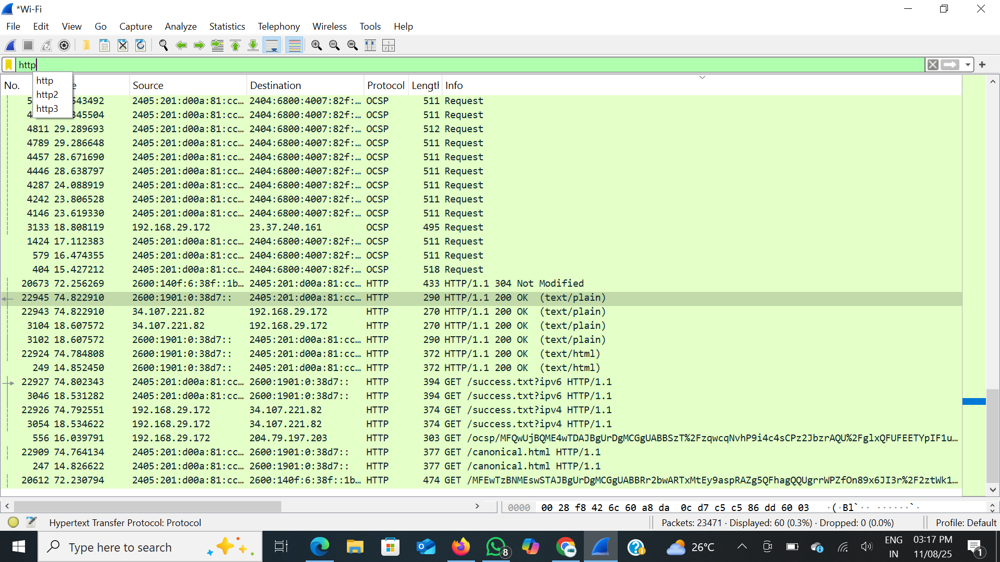 *Wi-Fi
File Edit View Go Capture Analyze Statistics Telephony Wireless Tools Help
http
http
http2
http3
No. e Source Destination Protocol Length Info
5 543492 2405:201:d00a:81:cc… 2404:6800:4007:82f:… OCSP 511 Request
4 345504 2405:201:d00a:81:cc… 2404:6800:4007:82f:… OCSP 511 Request
4811 29.289693 2405:201:d00a:81:cc… 2404:6800:4007:82f:… OCSP 512 Request
4789 29.286648 2405:201:d00a:81:cc… 2404:6800:4007:82f:… OCSP 511 Request
4457 28.671690 2405:201:d00a:81:cc… 2404:6800:4007:82f:… OCSP 511 Request
4446 28.638797 2405:201:d00a:81:cc… 2404:6800:4007:82f:… OCSP 511 Request
4287 24.088919 2405:201:d00a:81:cc… 2404:6800:4007:82f:… OCSP 511 Request
4242 23.806528 2405:201:d00a:81:cc… 2404:6800:4007:82f:… OCSP 511 Request
4146 23.619330 2405:201:d00a:81:cc… 2404:6800:4007:82f:… OCSP 511 Request
3133 18.808119 192.168.29.172 23.37.240.161 OCSP 495 Request
1424 17.112383 2405:201:d00a:81:cc… 2404:6800:4007:82f:… OCSP 511 Request
579 16.474355 2405:201:d00a:81:cc… 2404:6800:4007:82f:… OCSP 511 Request
404 15.427212 2405:201:d00a:81:cc… 2404:6800:4007:82f:… OCSP 518 Request
20673 72.256269 2600:140f:6:38f::1b… 2405:201:d00a:81:cc… HTTP 433 HTTP/1.1 304 Not Modified
22945 74.822910 2600:1901:0:38d7:: 2405:201:d00a:81:cc… HTTP 290 HTTP/1.1 200 OK (text/plain)
22943 74.822910 34.107.221.82 192.168.29.172 HTTP 270 HTTP/1.1 200 OK (text/plain)
3104 18.607572 34.107.221.82 192.168.29.172 HTTP 270 HTTP/1.1 200 OK (text/plain)
3102 18.607572 2600:1901:0:38d7:: 2405:201:d00a:81:cc… HTTP 290 HTTP/1.1 200 OK (text/plain)
22924 74.784808 2600:1901:0:38d7:: 2405:201:d00a:81:cc… HTTP 372 HTTP/1.1 200 OK (text/html)
249 14.852450 2600:1901:0:38d7:: 2405:201:d00a:81:cc… HTTP 372 HTTP/1.1 200 OK (text/html)
22927 74.802343 2405:201:d00a:81:cc… 2600:1901:0:38d7:: HTTP 394 GET /success.txt?ipv6 HTTP/1.1
3046 18.531282 2405:201:d00a:81:cc… 2600:1901:0:38d7:: HTTP 394 GET /success.txt?ipv6 HTTP/1.1
22926 74.792551 192.168.29.172 34.107.221.82 HTTP 374 GET /success.txt?ipv4 HTTP/1.1
3054 18.534622 192.168.29.172 34.107.221.82 HTTP 374 GET /success.txt?ipv4 HTTP/1.1
556 16.039791 192.168.29.172 204.79.197.203 HTTP 303 GET /ocsp/MFQwUjBQME4wTDAJBgUrDgMCGgUABBSzT%2FzqwcqNvhP9i4c4sCPz2JbzrAQU%2FglxQFUFEETYpIF1u…
22909 74.764134 2405:201:d00a:81:cc… 2600:1901:0:38d7:: HTTP 377 GET /canonical.html HTTP/1.1
247 14.826622 2405:201:d00a:81:cc… 2600:1901:0:38d7:: HTTP 377 GET /canonical.html HTTP/1.1
20612 72.230794 2405:201:d00a:81:cc… 2600:140f:6:38f::1b… HTTP 474 GET /MFEwTzBNMEswSTAJBgUrDgMCGgUABBRr2bwARTxMtEy9aspRAZg5QFhagQQUgrrWPZfOn89x6JI3r%2F2ztWk1…
0000 00 28 f8 42 6c 60 a8 da 0c d7 c5 c5 86 dd 60 03 ·(·Bl`·· ······`·
Hypertext Transfer Protocol: Protocol Packets: 23471 · Displayed: 60 (0.3%) · Dropped: 0 (0.0%) Profile: Default
Type here to search 8 26°C ENG IN 03:17 PM 11/08/25 1